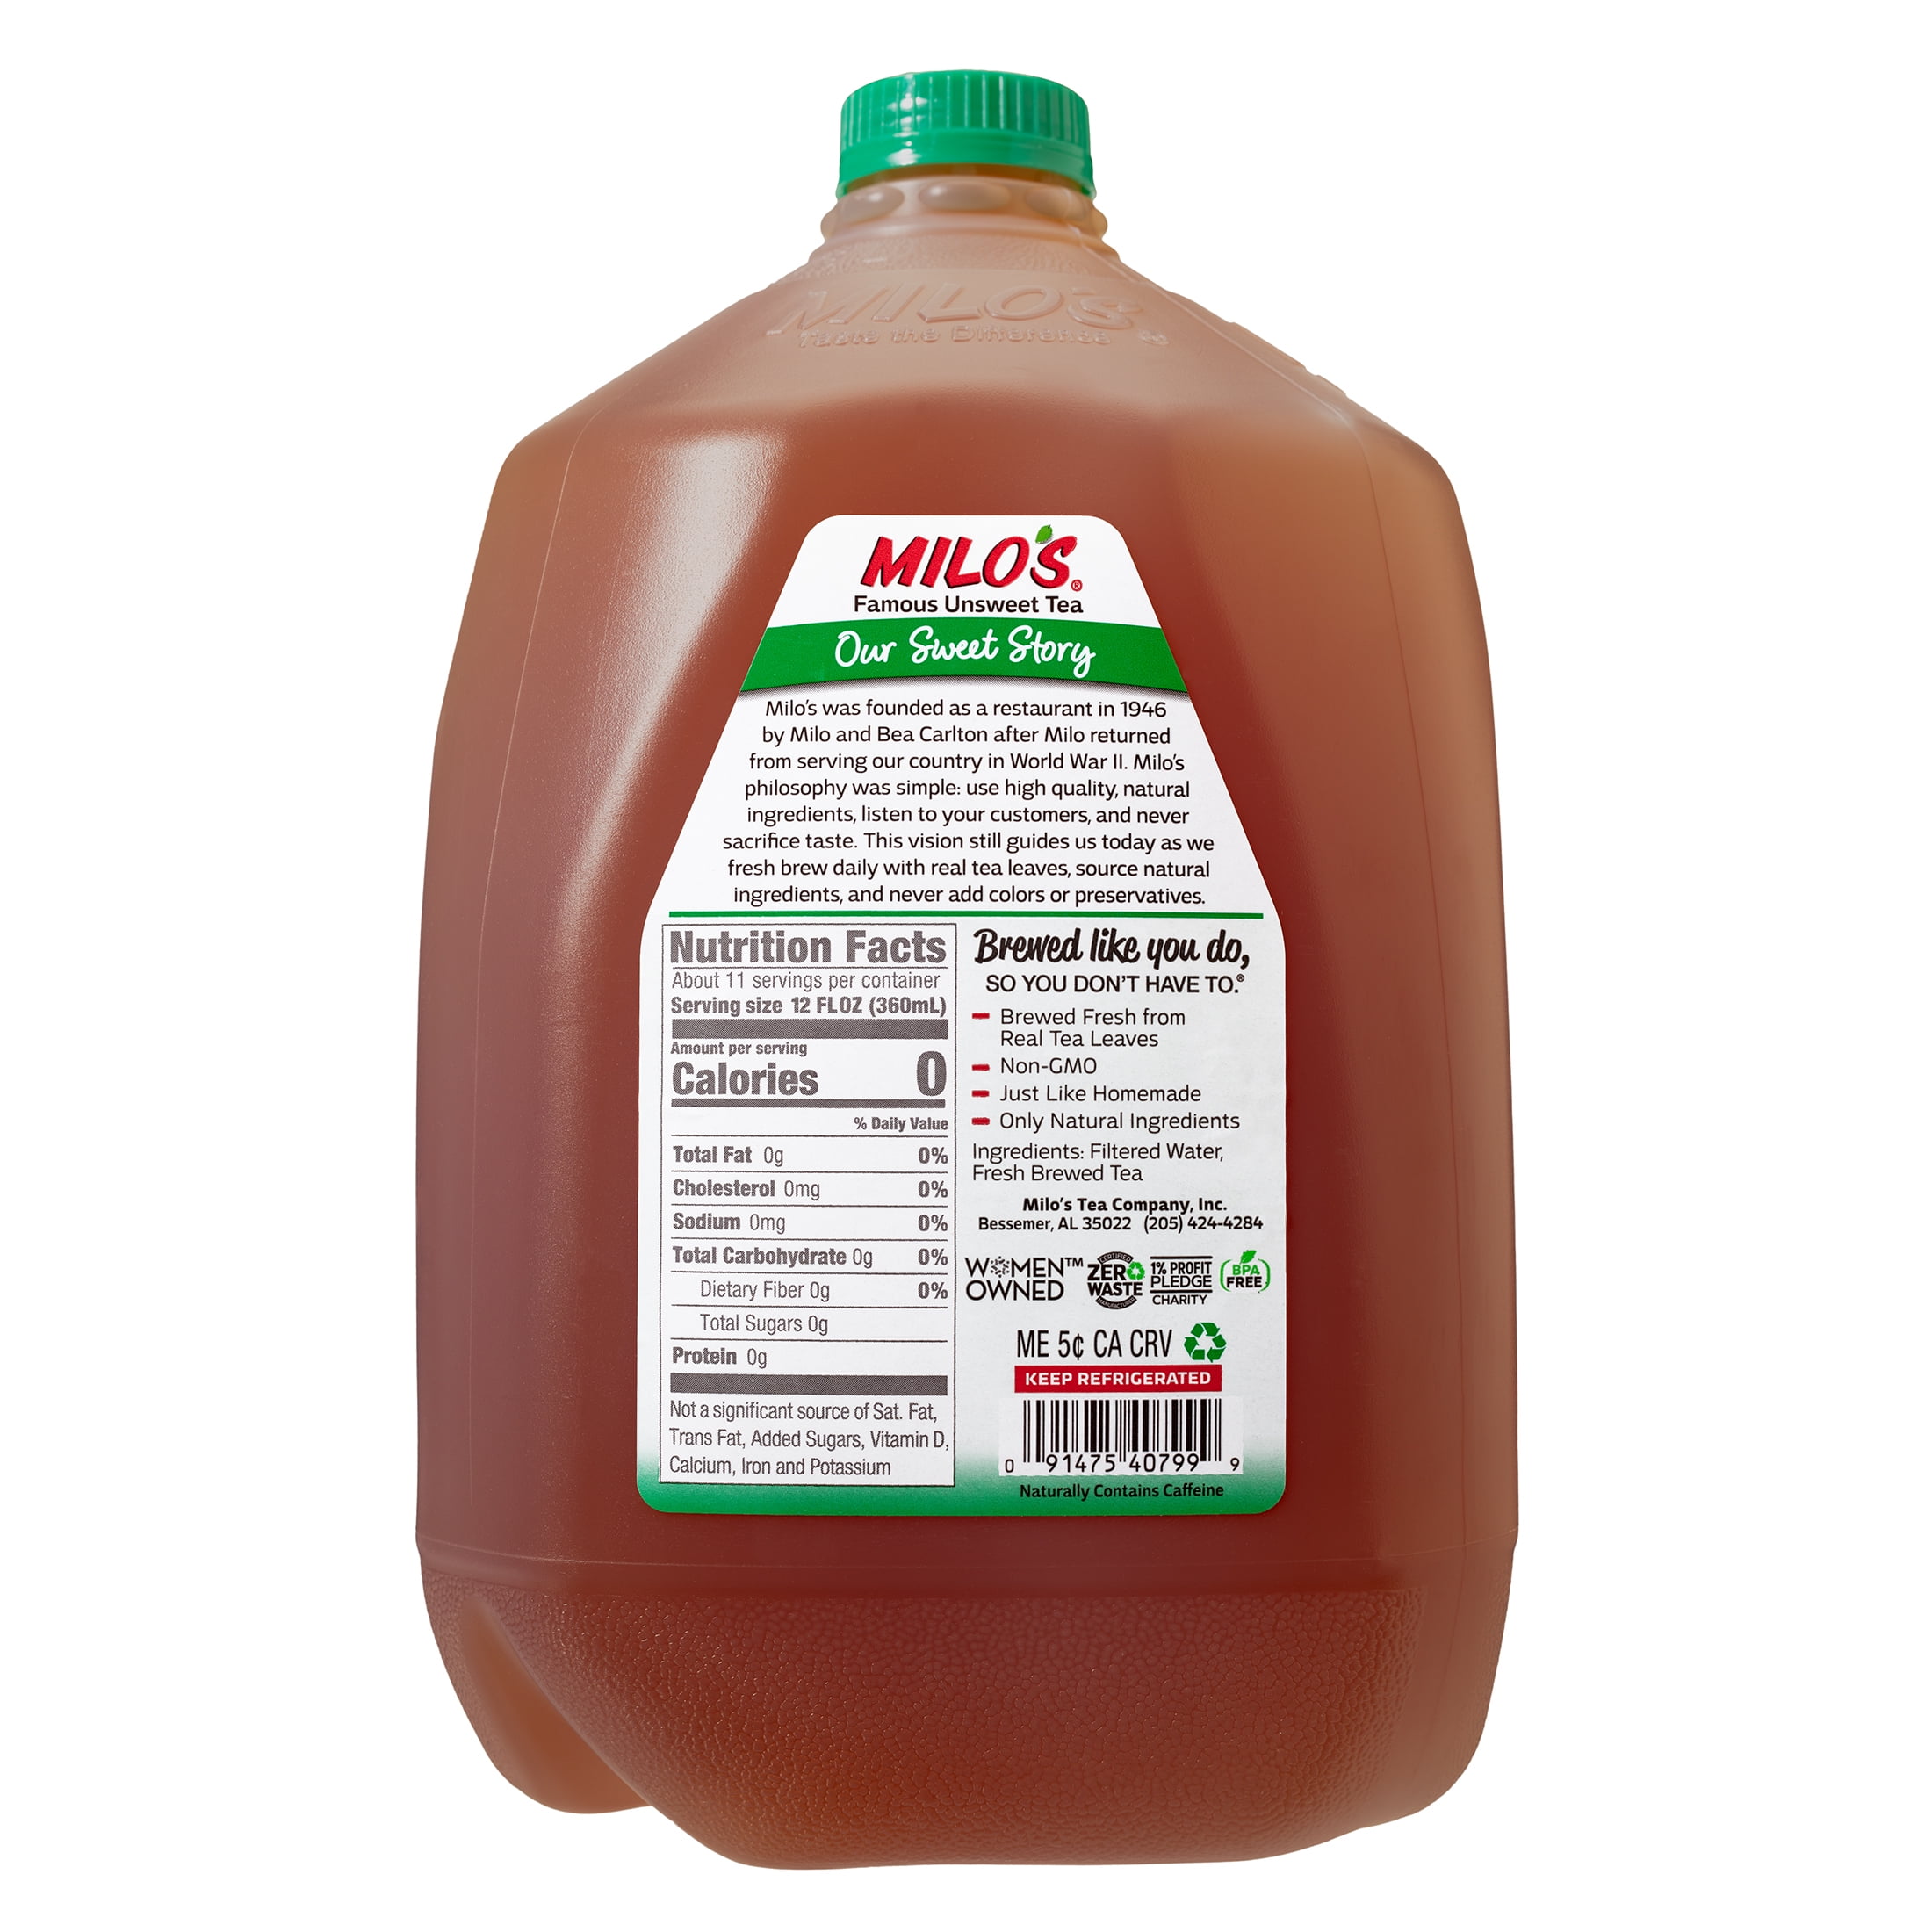 MILO'S
Taste the Difference
MILO'S®
Famous Unsweet Tea
Our Sweet Story
Milo's was founded as a restaurant in 1946
by Milo and Bea Carlton after Milo returned
from serving our country in World War II. Milo's
philosophy was simple: use high quality, natural
ingredients, listen to your customers, and never
sacrifice taste. This vision still guides us today as we
fresh brew daily with real tea leaves, source natural
ingredients, and never add colors or preservatives.
Nutrition Facts
About 11 servings per container
Serving size 12 FL OZ (360mL)
Amount per serving
Calories 0
% Daily Value
Total Fat 0g 0%
Cholesterol 0mg 0%
Sodium 0mg 0%
Total Carbohydrate 0g 0%
Dietary Fiber 0g 0%
Total Sugars 0g
Protein 0g
Not a significant source of Sat. Fat,
Trans Fat, Added Sugars, Vitamin D,
Calcium, Iron and Potassium
Brewed like you do,
SO YOU DON'T HAVE TO.®
Brewed Fresh from
Real Tea Leaves
Non-GMO
Just Like Homemade
Only Natural Ingredients
Ingredients: Filtered Water,
Fresh Brewed Tea
Milo's Tea Company, Inc.
Bessemer, AL 35022 (205) 424-4284
WOMEN™
OWNED
CERTIFIED
ZERO
WASTE
1% PROFIT
PLEDGE
CHARITY
BPA
FREE
ME 5¢ CA CRV
KEEP REFRIGERATED
0 91475 40799 9
Naturally Contains Caffeine